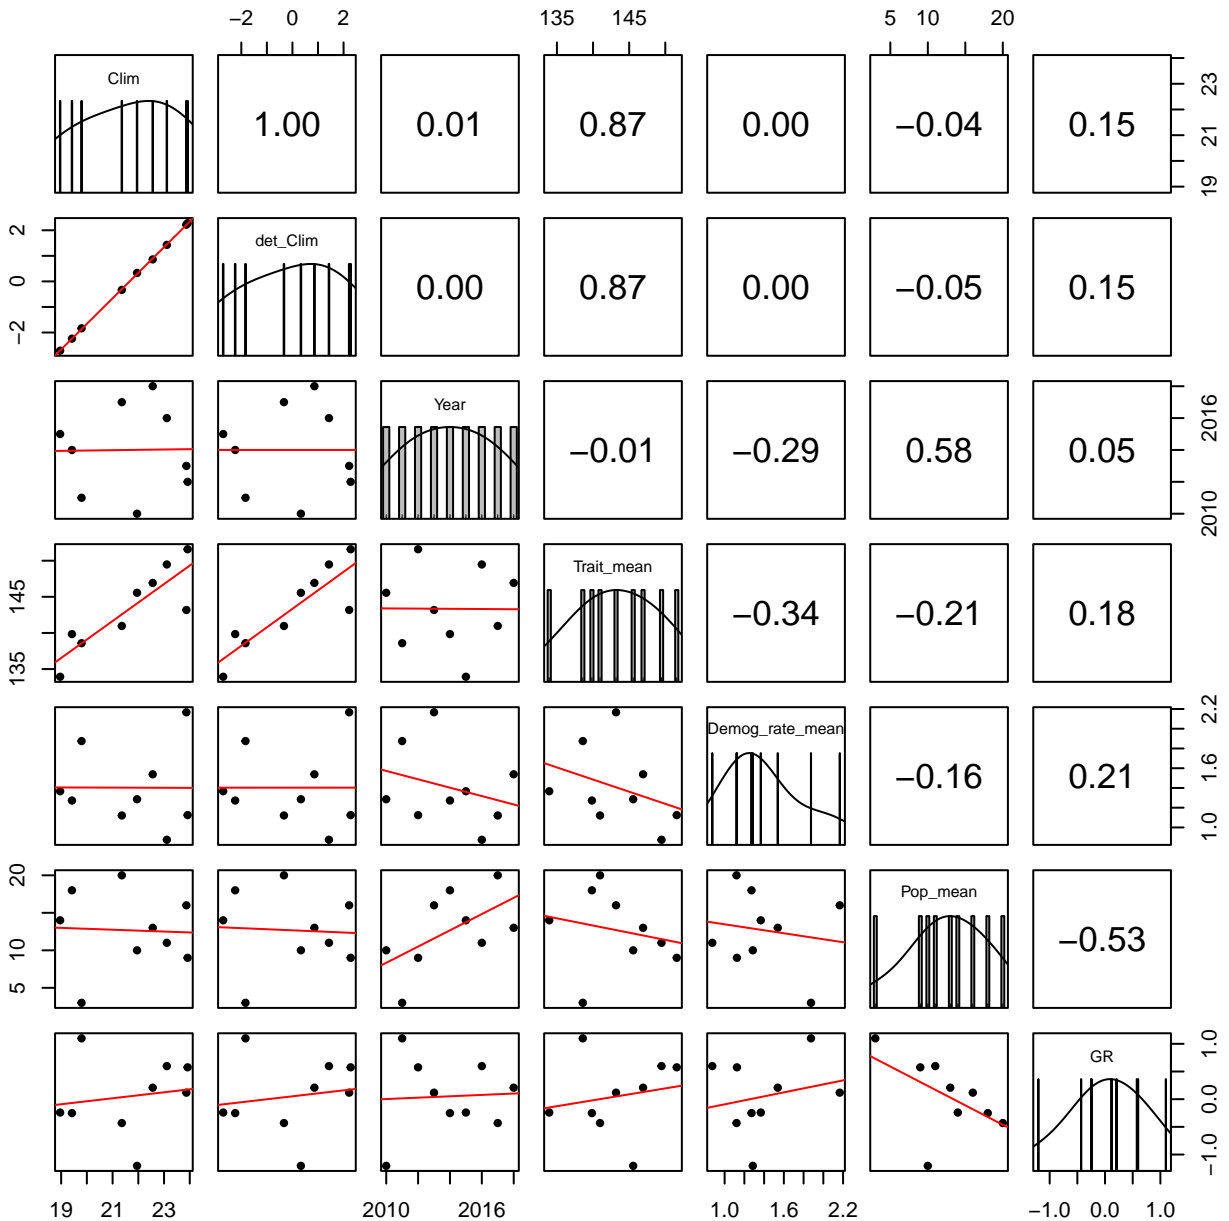 −2 0 2 135 145 5 10 20
Clim
1.00 0.01 0.87 0.00 −0.04 0.15
19 21 23
det_Clim
−2 0 2
0.00 0.87 0.00 −0.05 0.15
Year
−0.01 −0.29 0.58 0.05
2010 2016
Trait_mean
135 145
−0.34 −0.21 0.18
Demog_rate_mean
−0.16 0.21
1.0 1.6 2.2
Pop_mean
5 10 20
−0.53
GR
−1.0 0.0 1.0
19 21 23 2010 2016 1.0 1.6 2.2 −1.0 0.0 1.0